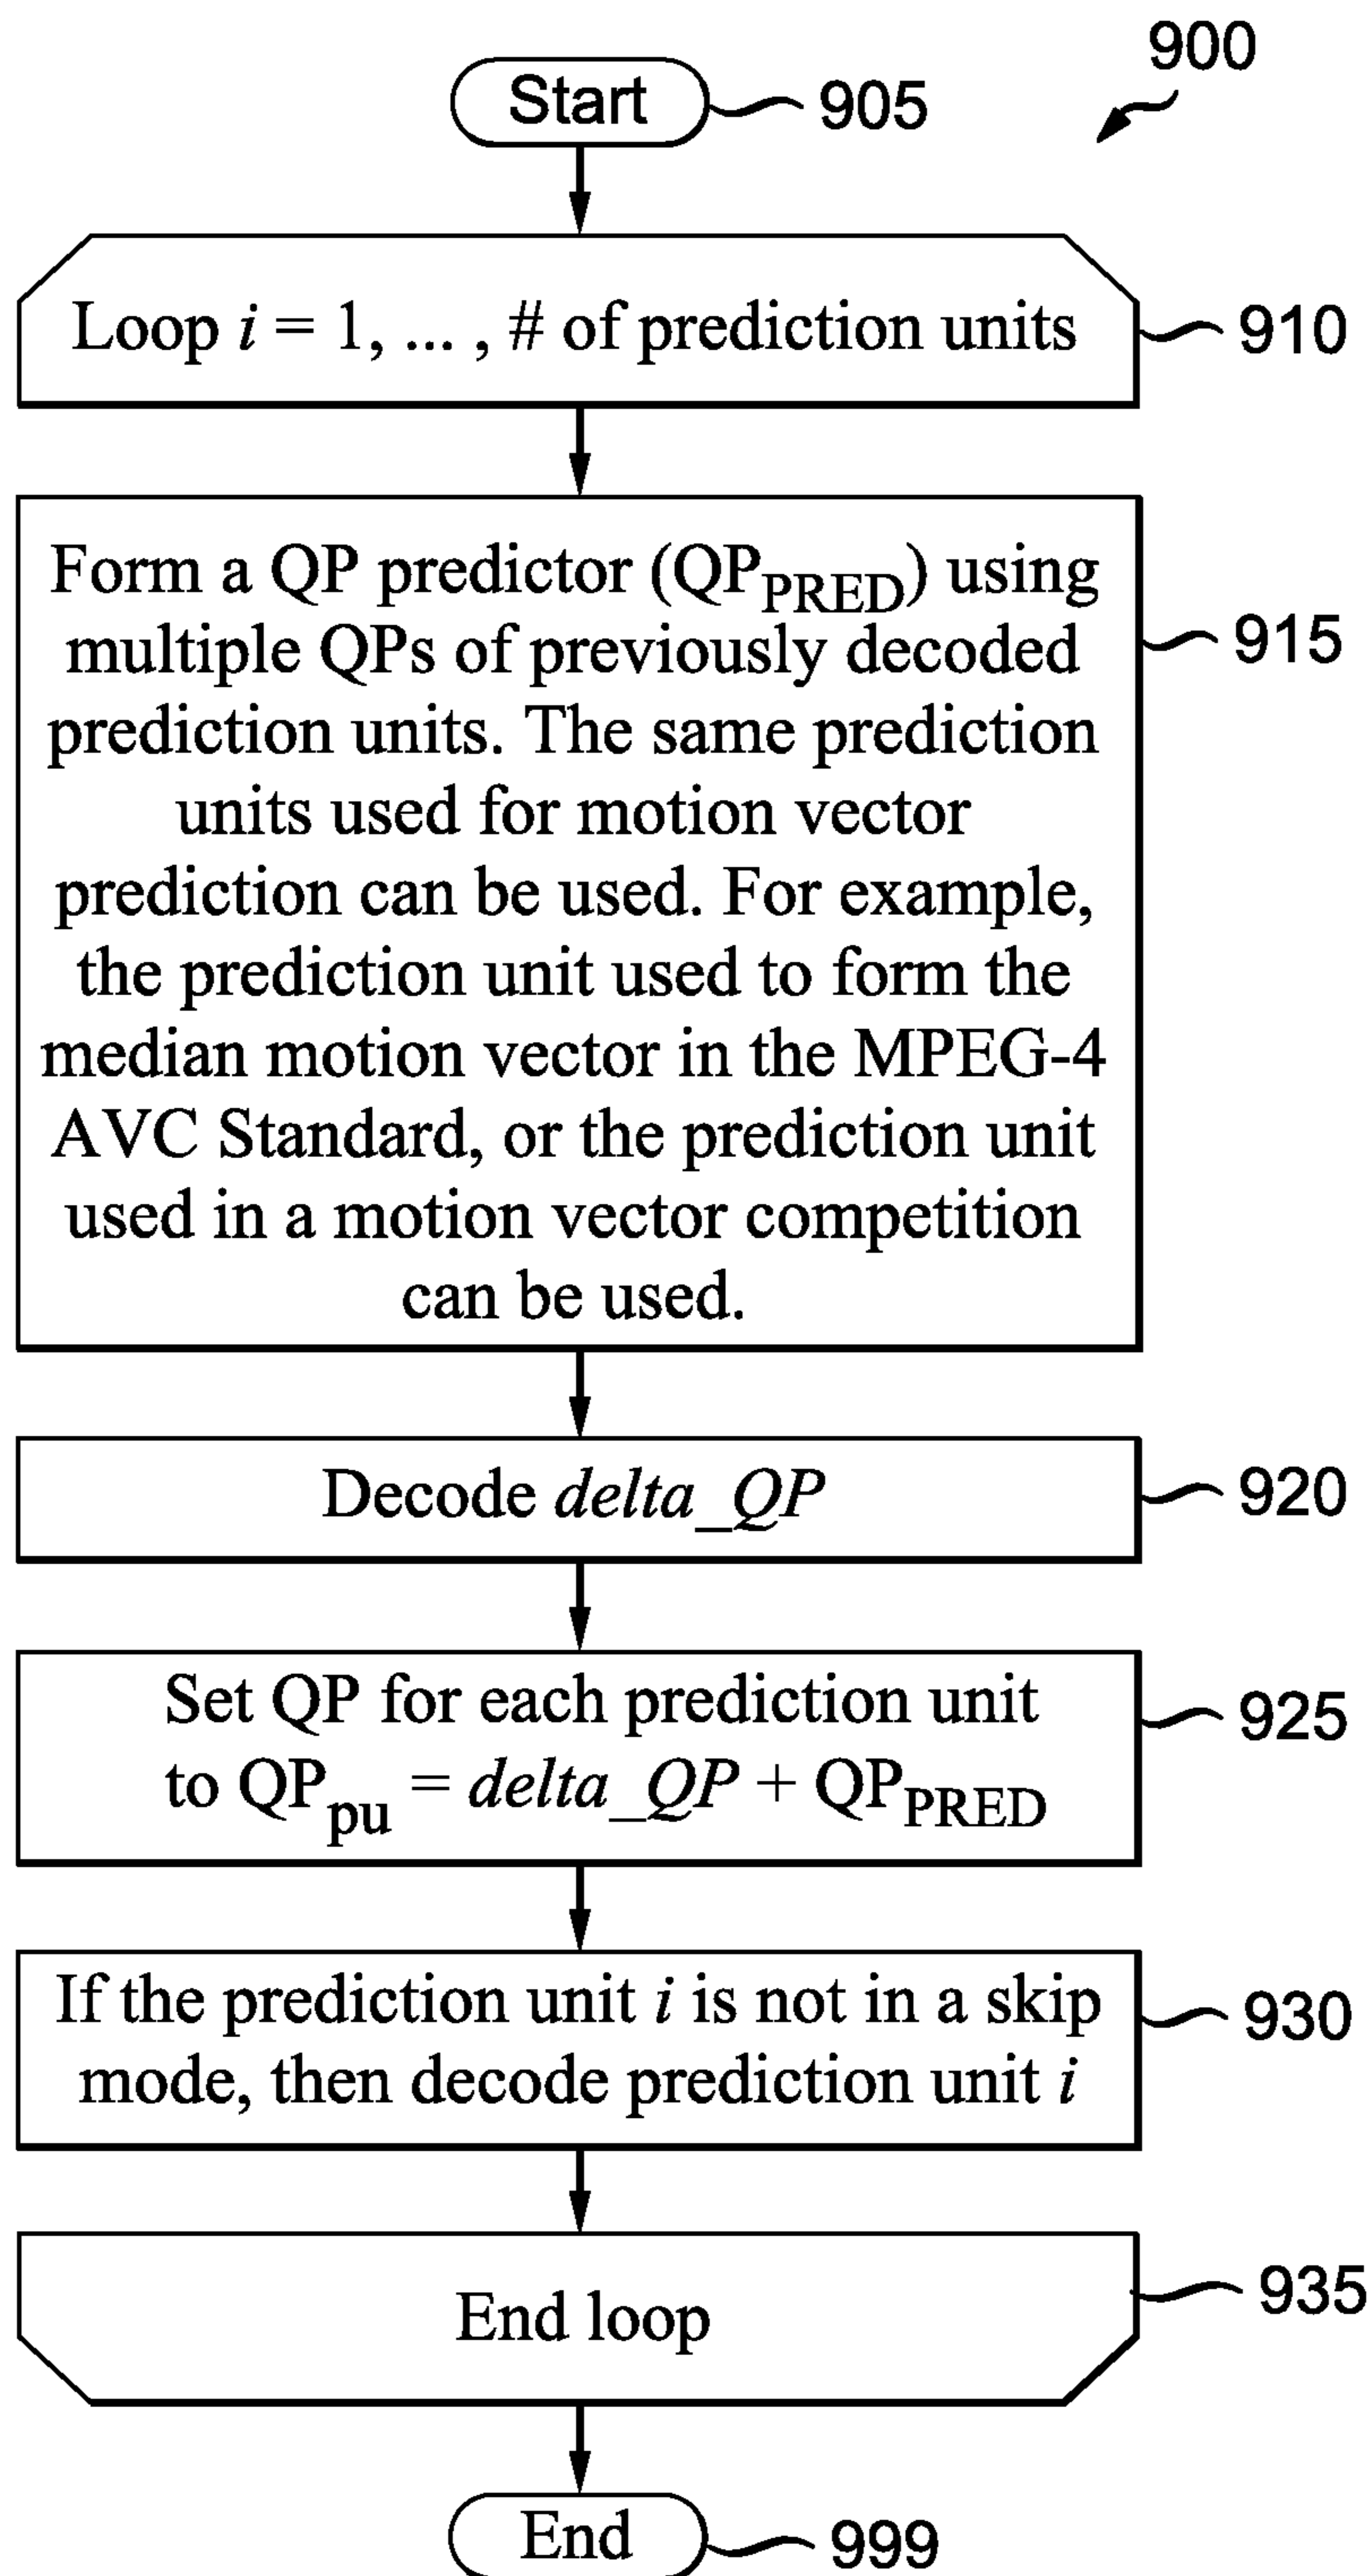 900
Start
905
Loop i = 1, ... , # of prediction units
910
Form a QP predictor (QPPRED) using
multiple QPs of previously decoded
prediction units. The same prediction
units used for motion vector
prediction can be used. For example,
the prediction unit used to form the
median motion vector in the MPEG-4
AVC Standard, or the prediction unit
used in a motion vector competition
can be used.
915
Decode delta_QP
920
Set QP for each prediction unit
to QPpu = delta_QP + QPPRED
925
If the prediction unit i is not in a skip
mode, then decode prediction unit i
930
End loop
935
End
999